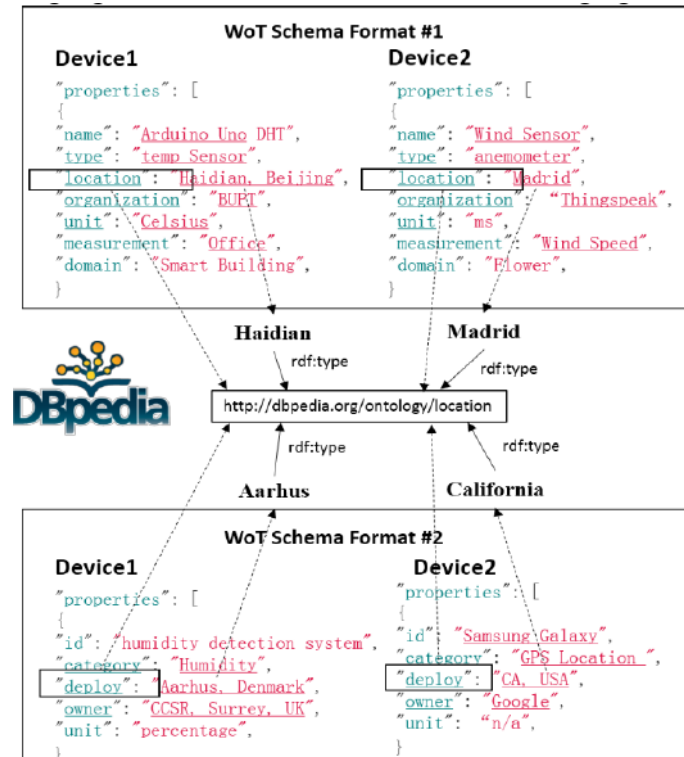 WoT Schema Format #1
Device1
"properties": [
{
"name": "Arduino Uno DHT",
"type": "temp Sensor",
"location": "Haidian, Beijing",
"organization": "BUPT",
"unit": "Celsius",
"measurement": "Office",
"domain": "Smart Building",
}
Device2
"properties": [
{
"name": "Wind Sensor",
"type": "anemometer",
"location": "Madrid",
"organization": “Thingspeak",
"unit": "ms",
"measurement": "Wind Speed",
"domain": "Flower",
}
Haidian
Madrid
rdf:type
rdf:type
DBpedia
http://dbpedia.org/ontology/location
rdf:type
rdf:type
Aarhus
California
WoT Schema Format #2
Device1
"properties": [
{
"id": "humidity detection system",
"category": "Humidity",
"deploy": "Aarhus, Denmark",
"owner": "CCSR, Surrey, UK",
"unit": "percentage",
}
Device2
"properties": [
{
"id": "Samsung Galaxy",
"category": "GPS Location ",
"deploy": "CA, USA",
"owner": "Google",
"unit": “n/a",
}